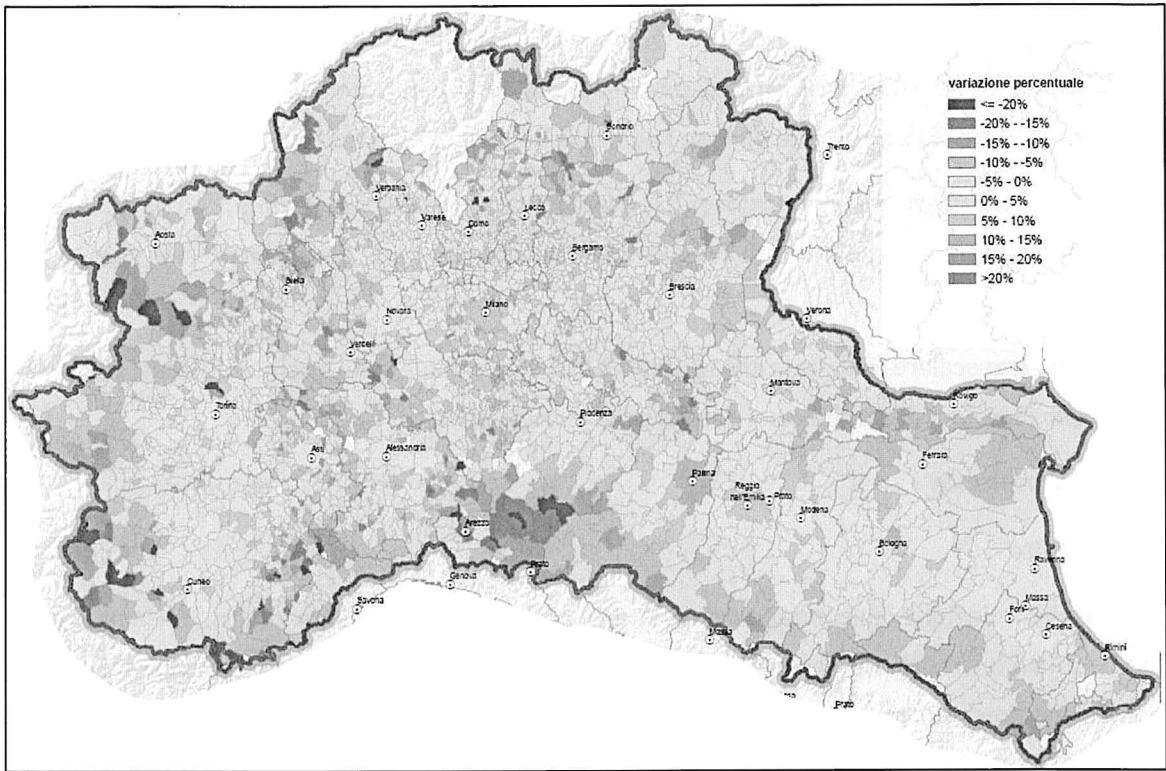 variazione percentuale
<= -20%
-20% - -15%
-15% - -10%
-10% - -5%
-5% - 0%
0% - 5%
5% - 10%
10% - 15%
15% - 20%
>20%
Sondrio
Trento
Verbania
Varese
Como
Lecco
Aosta
Bergamo
Biella
Brescia
Novara
Milano
Verona
Vercelli
Mantova
Rovigo
Torino
Piacenza
Asti
Alessandria
Parma
Ferrara
Reggio
nell'Emilia
Prato
Modena
Arezzo
Bologna
Prato
Ravenna
Cuneo
Genova
Savona
Massa
Forlì
Cesena
Massa
Rimini
Prato